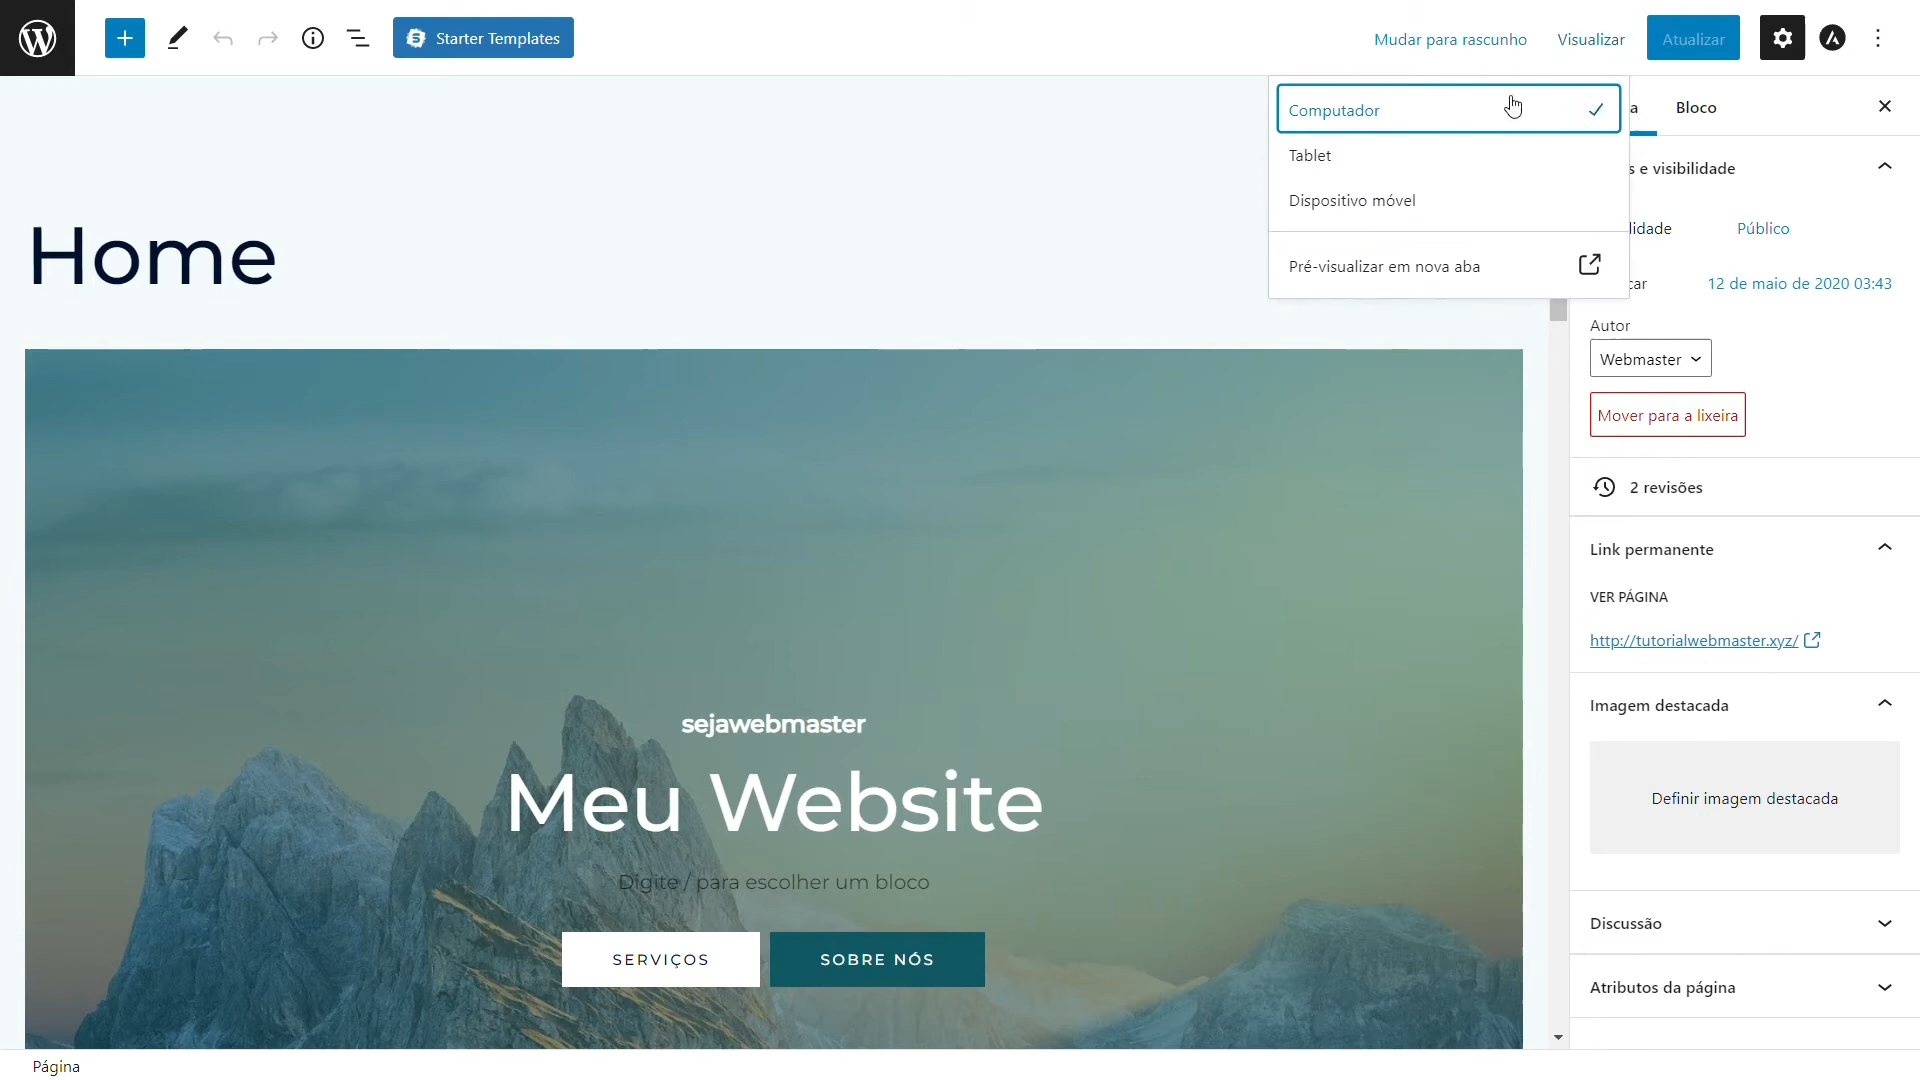 Starter Templates
Mudar para rascunho
Visualizar
Atualizar
Computador
Tablet
Dispositivo móvel
Pré-visualizar em nova aba
Bloco
e visibilidade
Público
12 de maio de 2020 03:43
Autor
Webmaster
Mover para a lixeira
2 revisões
Link permanente
VER PÁGINA
http://tutorialwebmaster.xyz/
Imagem destacada
Definir imagem destacada
Discussão
Atributos da página
Home
sejawebmaster
Meu Website
Digite / para escolher um bloco
SERVIÇOS
SOBRE NÓS
Página